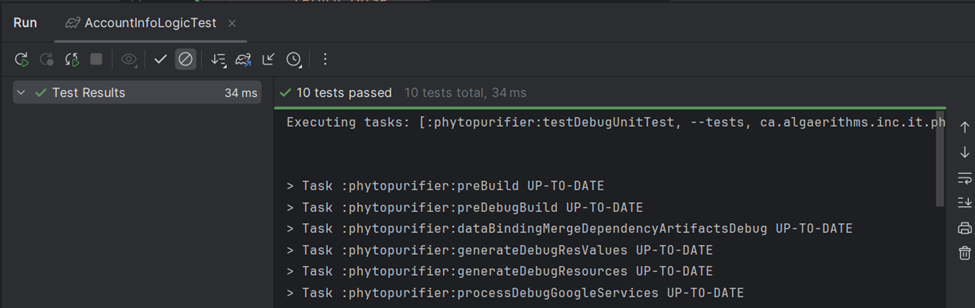 Run AccountInfoLogicTest
Test Results 34 ms
10 tests passed 10 tests total, 34 ms
Executing tasks: [:phytopurifier:testDebugUnitTest, --tests, ca.algaerithms.inc.it.ph
> Task :phytopurifier:preBuild UP-TO-DATE
> Task :phytopurifier:preDebugBuild UP-TO-DATE
> Task :phytopurifier:dataBindingMergeDependencyArtifactsDebug UP-TO-DATE
> Task :phytopurifier:generateDebugResValues UP-TO-DATE
> Task :phytopurifier:generateDebugResources UP-TO-DATE
> Task :phytopurifier:processDebugGoogleServices UP-TO-DATE